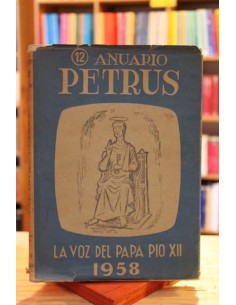 12 ANUARIO
PETRUS
LA VOZ DEL PAPA PIO XII
1958